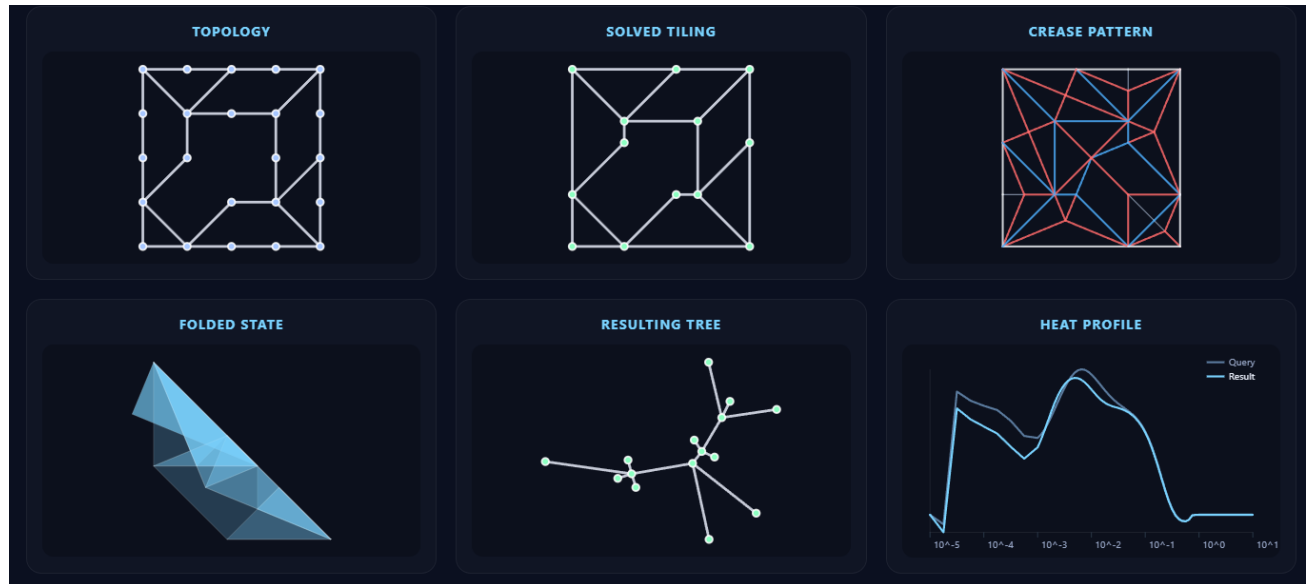 TOPOLOGY
SOLVED TILING
CREASE PATTERN
FOLDED STATE
RESULTING TREE
HEAT PROFILE
Query
Result
10^-5 10^-4 10^-3 10^-2 10^-1 10^0 10^1